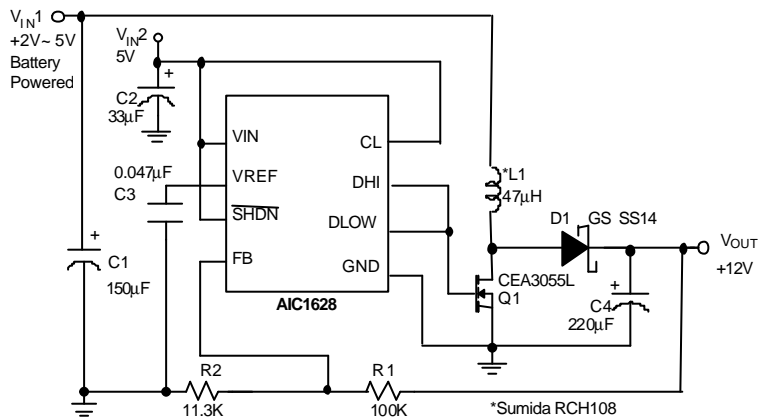 VIN1
+2V~ 5V
Battery
Powered
VIN2
5V
C2
33μF
VIN
CL
0.047μF
VREF
C3
DHI
SHDN
DLOW
FB
GND
AIC1628
*L1
47μH
D1 GS SS14
VOUT
+12V
CEA3055L
Q1
C4
220μF
C1
150μF
R2
11.3K
R1
100K
*Sumida RCH108